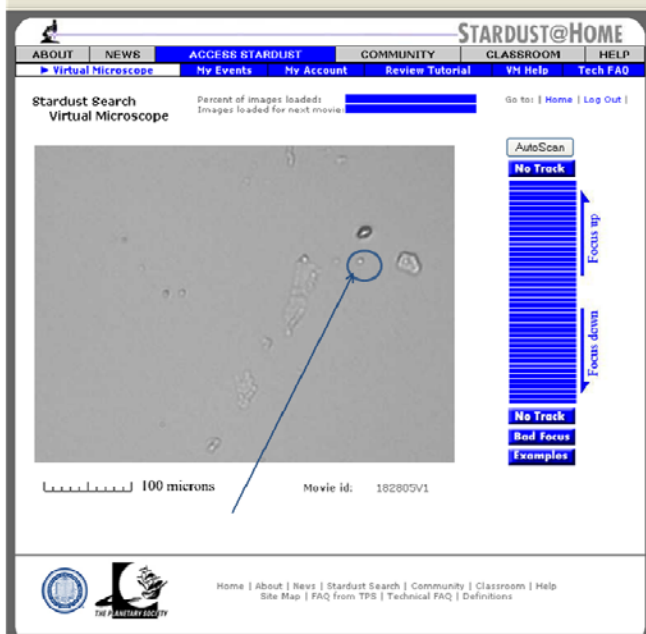 STARDUST@HOME
ABOUT NEWS ACCESS STARDUST COMMUNITY CLASSROOM HELP
▶ Virtual Microscope My Events My Account Review Tutorial VM Help Tech FAQ
Stardust Search
Virtual Microscope
Percent of images loaded:
Images loaded for next movie:
Go to: | Home | Log Out |
AutoScan
No Track
Focus up
Focus down
No Track
Bad Focus
Examples
100 microns
Movie id: 182805V1
THE PLANETARY SOCIETY
Home | About | News | Stardust Search | Community | Classroom | Help
Site Map | FAQ from TPS | Technical FAQ | Definitions